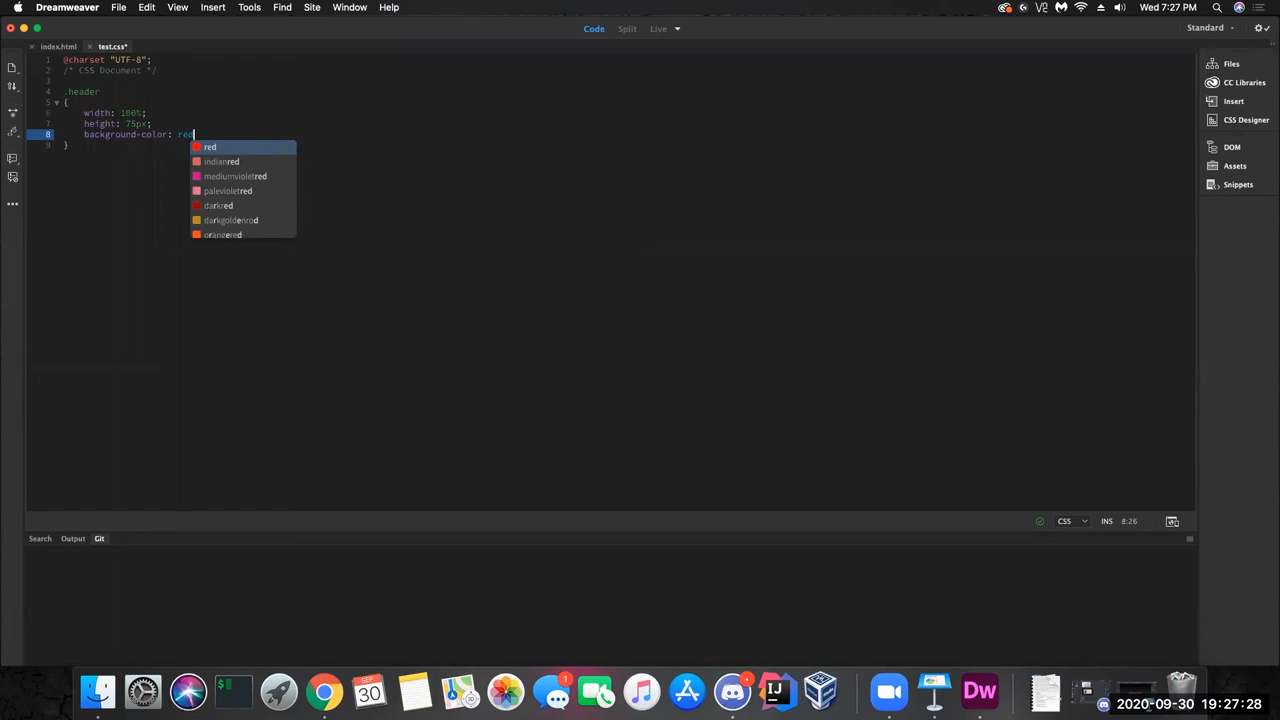 Dreamweaver File Edit View Insert Tools Find Site Window Help Wed 7:27 PM
Code Split Live Standard
index.html test.css*
1 @charset "UTF-8";
2 /* CSS Document */
3
4 .header
5 {
6 width: 100%;
7 height: 75px;
8 background-color: red
9 }
red
indianred
mediumvioletred
palevioletred
darkred
darkgoldenrod
orangered
Files
CC Libraries
Insert
CSS Designer
DOM
Assets
Snippets
CSS INS 8:26
Search Output Git
SEP
30
1
IJ
Dw
2020-09-30 19:27:28